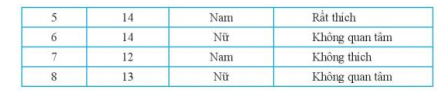 5 14 Nam Rất thích
6 14 Nữ Không quan tâm
7 12 Nam Không thích
8 13 Nữ Không quan tâm